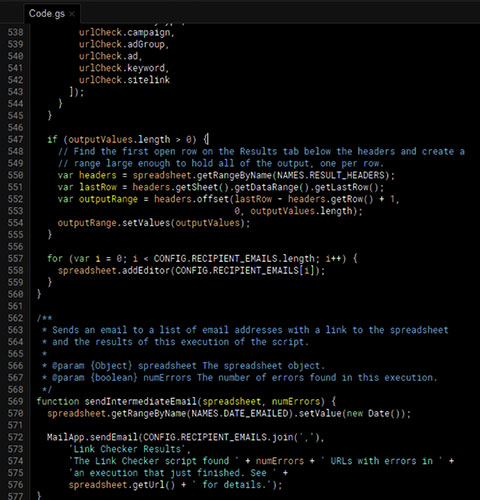 Code.gs ×
538 urlCheck.campaign,
539 urlCheck.adGroup,
540 urlCheck.ad,
541 urlCheck.keyword,
542 urlCheck.sitelink
543 ]);
544 }
545 }
546
547 if (outputValues.length > 0) {
548 // Find the first open row on the Results tab below the headers and create a
549 // range large enough to hold all of the output, one per row.
550 var headers = spreadsheet.getRangeByName(NAMES.RESULT_HEADERS);
551 var lastRow = headers.getSheet().getDataRange().getLastRow();
552 var outputRange = headers.offset(lastRow - headers.getRow() + 1,
553 0, outputValues.length);
554 outputRange.setValues(outputValues);
555 }
556
557 for (var i = 0; i < CONFIG.RECIPIENT_EMAILS.length; i++) {
558 spreadsheet.addEditor(CONFIG.RECIPIENT_EMAILS[i]);
559 }
560 }
561
562 /**
563 * Sends an email to a list of email addresses with a link to the spreadsheet
564 * and the results of this execution of the script.
565 *
566 * @param {Object} spreadsheet The spreadsheet object.
567 * @param {boolean} numErrors The number of errors found in this execution.
568 */
569 function sendIntermediateEmail(spreadsheet, numErrors) {
570 spreadsheet.getRangeByName(NAMES.DATE_EMAILED).setValue(new Date());
571
572 MailApp.sendEmail(CONFIG.RECIPIENT_EMAILS.join(','),
573 'Link Checker Results',
574 'The Link Checker script found ' + numErrors + ' URLs with errors in ' +
575 'an execution that just finished. See ' +
576 spreadsheet.getUrl() + ' for details.');
577 }